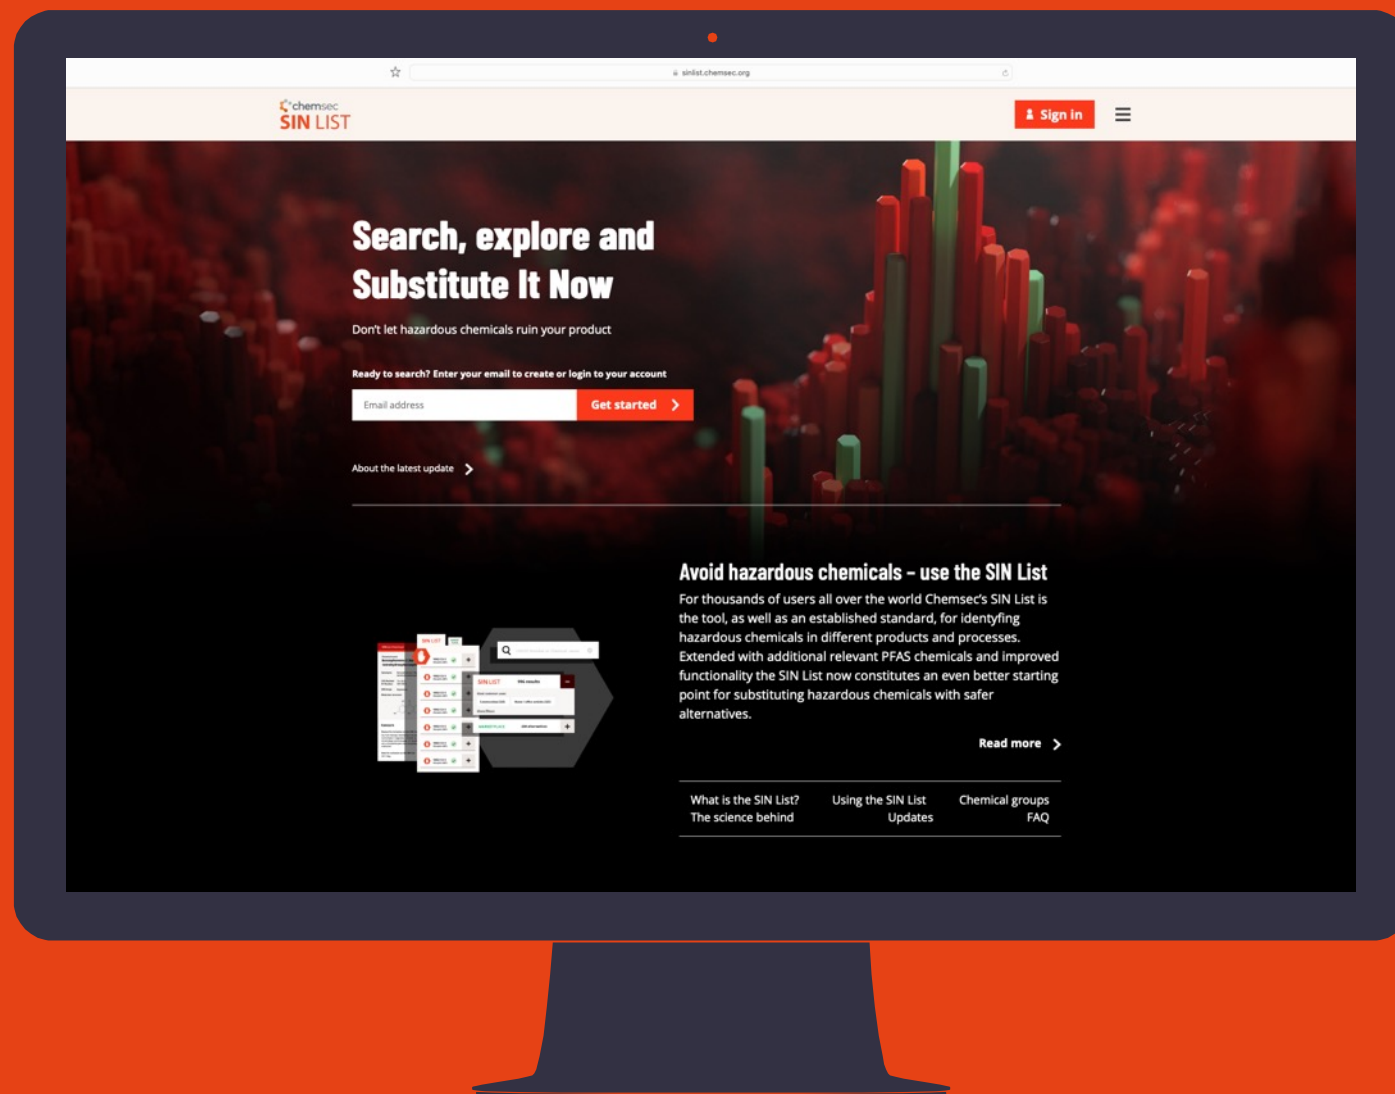 sinlist.chemsec.org
chemsec
SIN LIST
Sign in
Search, explore and
Substitute It Now
Don't let hazardous chemicals ruin your product
Ready to search? Enter your email to create or login to your account
Email address
Get started
About the latest update
Avoid hazardous chemicals – use the SIN List
For thousands of users all over the world Chemsec's SIN List is
the tool, as well as an established standard, for identyfing
hazardous chemicals in different products and processes.
Extended with additional relevant PFAS chemicals and improved
functionality the SIN List now constitutes an even better starting
point for substituting hazardous chemicals with safer
alternatives.
Read more
SIN LIST
SIN LIST
results
MARKETPLACE
What is the SIN List? Using the SIN List Chemical groups
The science behind Updates FAQ